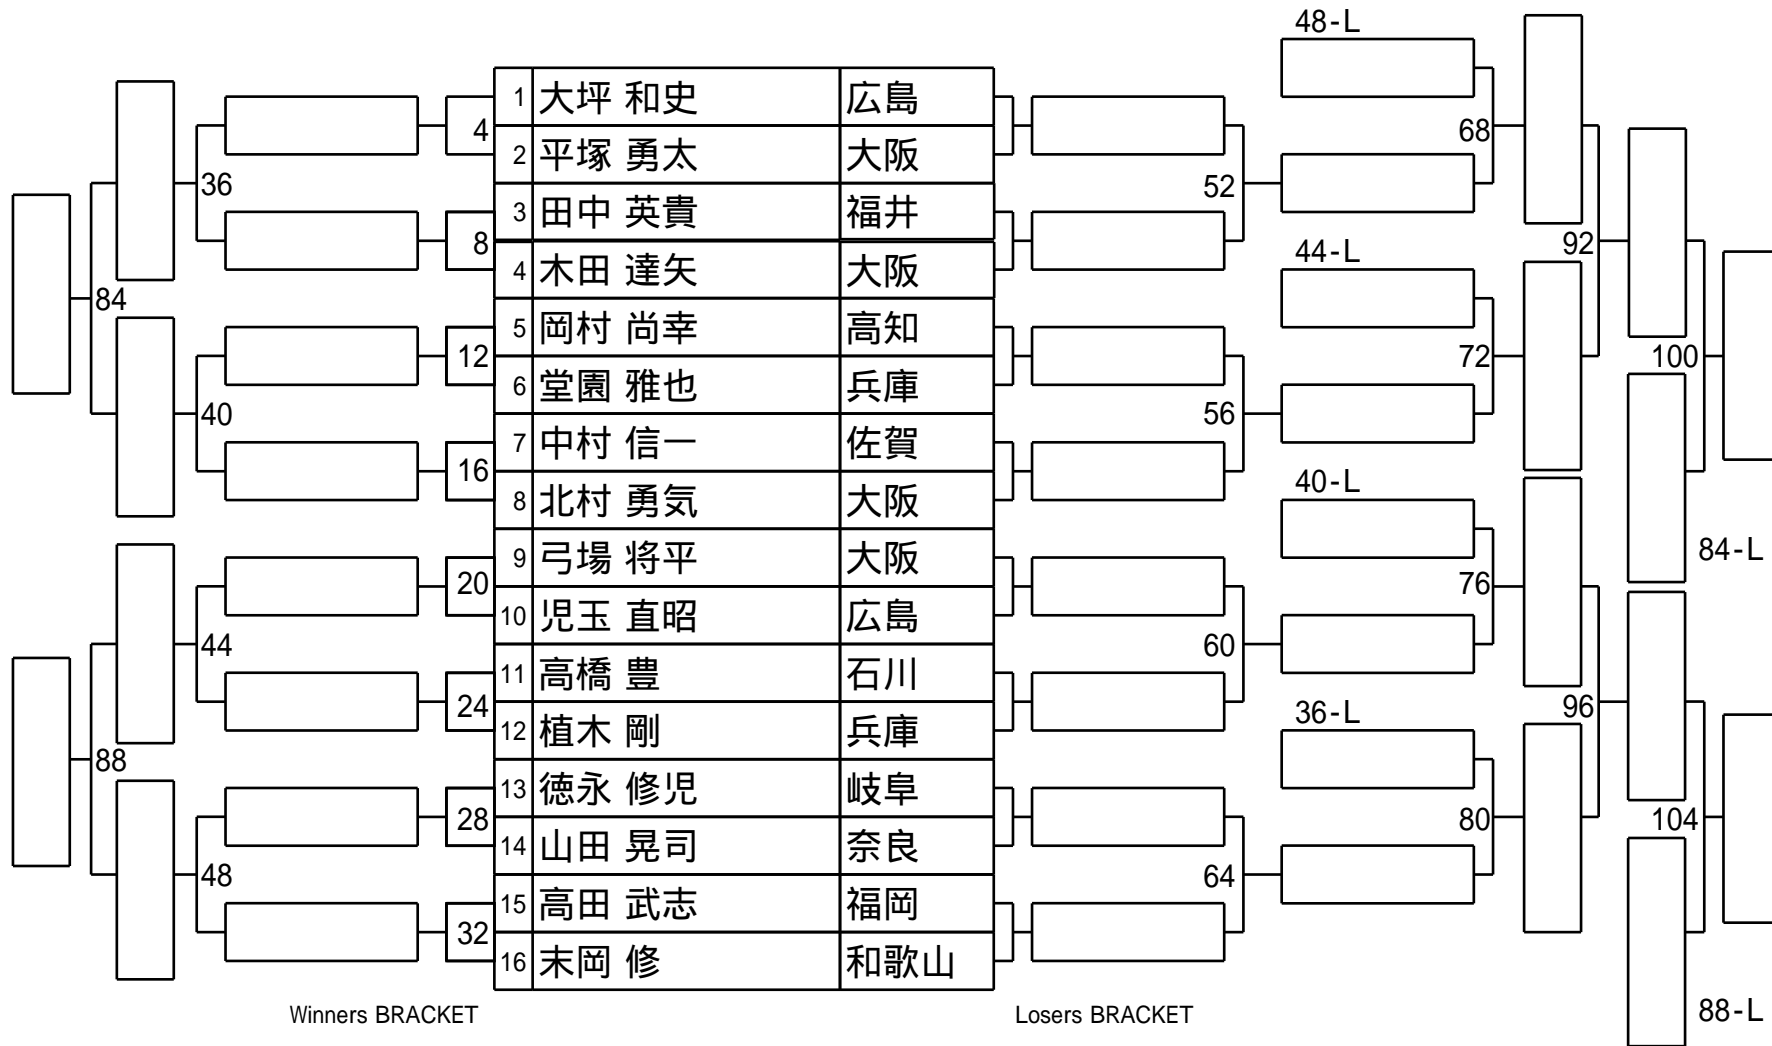 48-L
1 大坪 和史 広島
4 68
2 平塚 勇太 大阪
36 52
3 田中 英貴 福井
8 92
4 木田 達矢 大阪
44-L
84
5 岡村 尚幸 高知
12 72 100
6 堂園 雅也 兵庫
40 56
7 中村 信一 佐賀
16
8 北村 勇気 大阪
40-L
9 弓場 将平 大阪
84-L
20 76
10 児玉 直昭 広島
44 60
11 高橋 豊 石川
24 96
12 植木 剛 兵庫
36-L
88
13 徳永 修児 岐阜
28 80 104
14 山田 晃司 奈良
48 64
15 高田 武志 福岡
32
16 末岡 修 和歌山
88-L
Winners BRACKET
Losers BRACKET